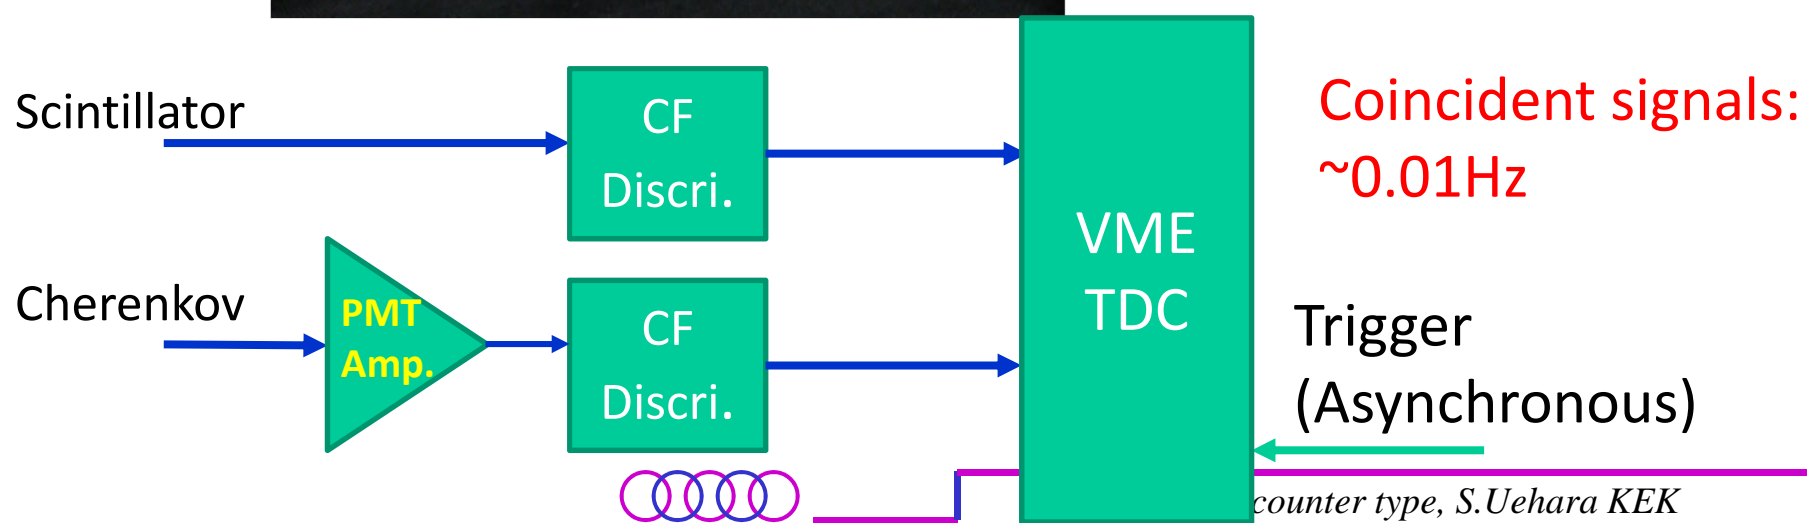 Scintillator
CF
Discri.
Coincident signals:
~0.01Hz
VME
TDC
Cherenkov
PMT
Amp.
CF
Discri.
Trigger
(Asynchronous)
counter type, S.Uehara KEK